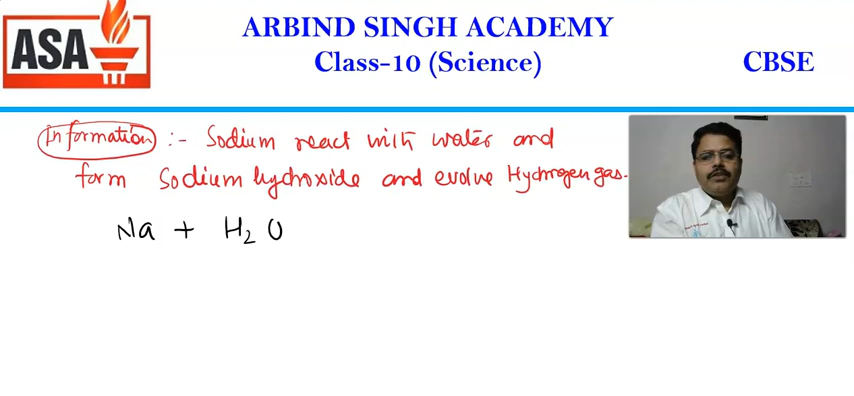 ASA
ARBIND SINGH ACADEMY
Class-10 (Science)
CBSE
Information :- Sodium react with water and
form Sodium hydroxide and evolve Hydrogen gas.
Na + H₂O